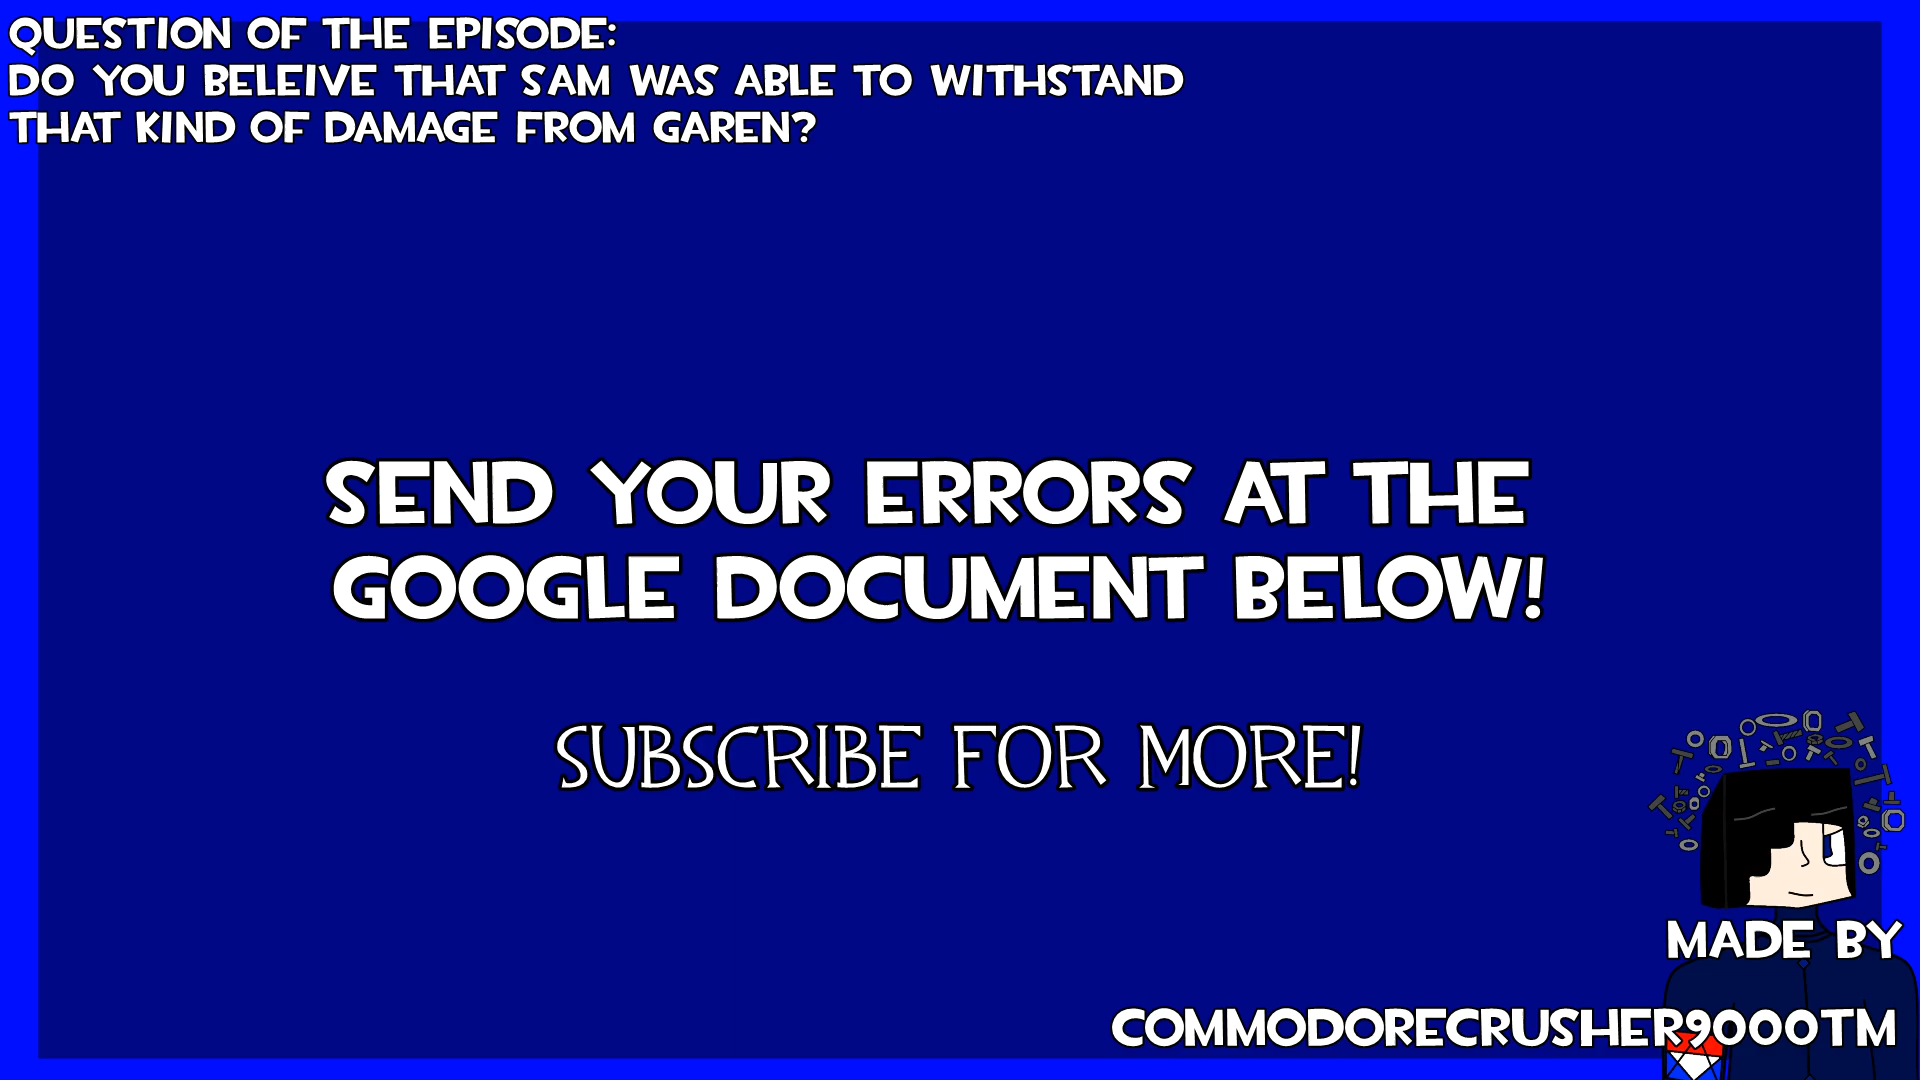 QUESTION OF THE EPISODE:
DO YOU BELEIVE THAT SAM WAS ABLE TO WITHSTAND
THAT KIND OF DAMAGE FROM GAREN?
SEND YOUR ERRORS AT THE
GOOGLE DOCUMENT BELOW!
SUBSCRIBE FOR MORE!
MADE BY
COMMODORECRUSHER9000TM